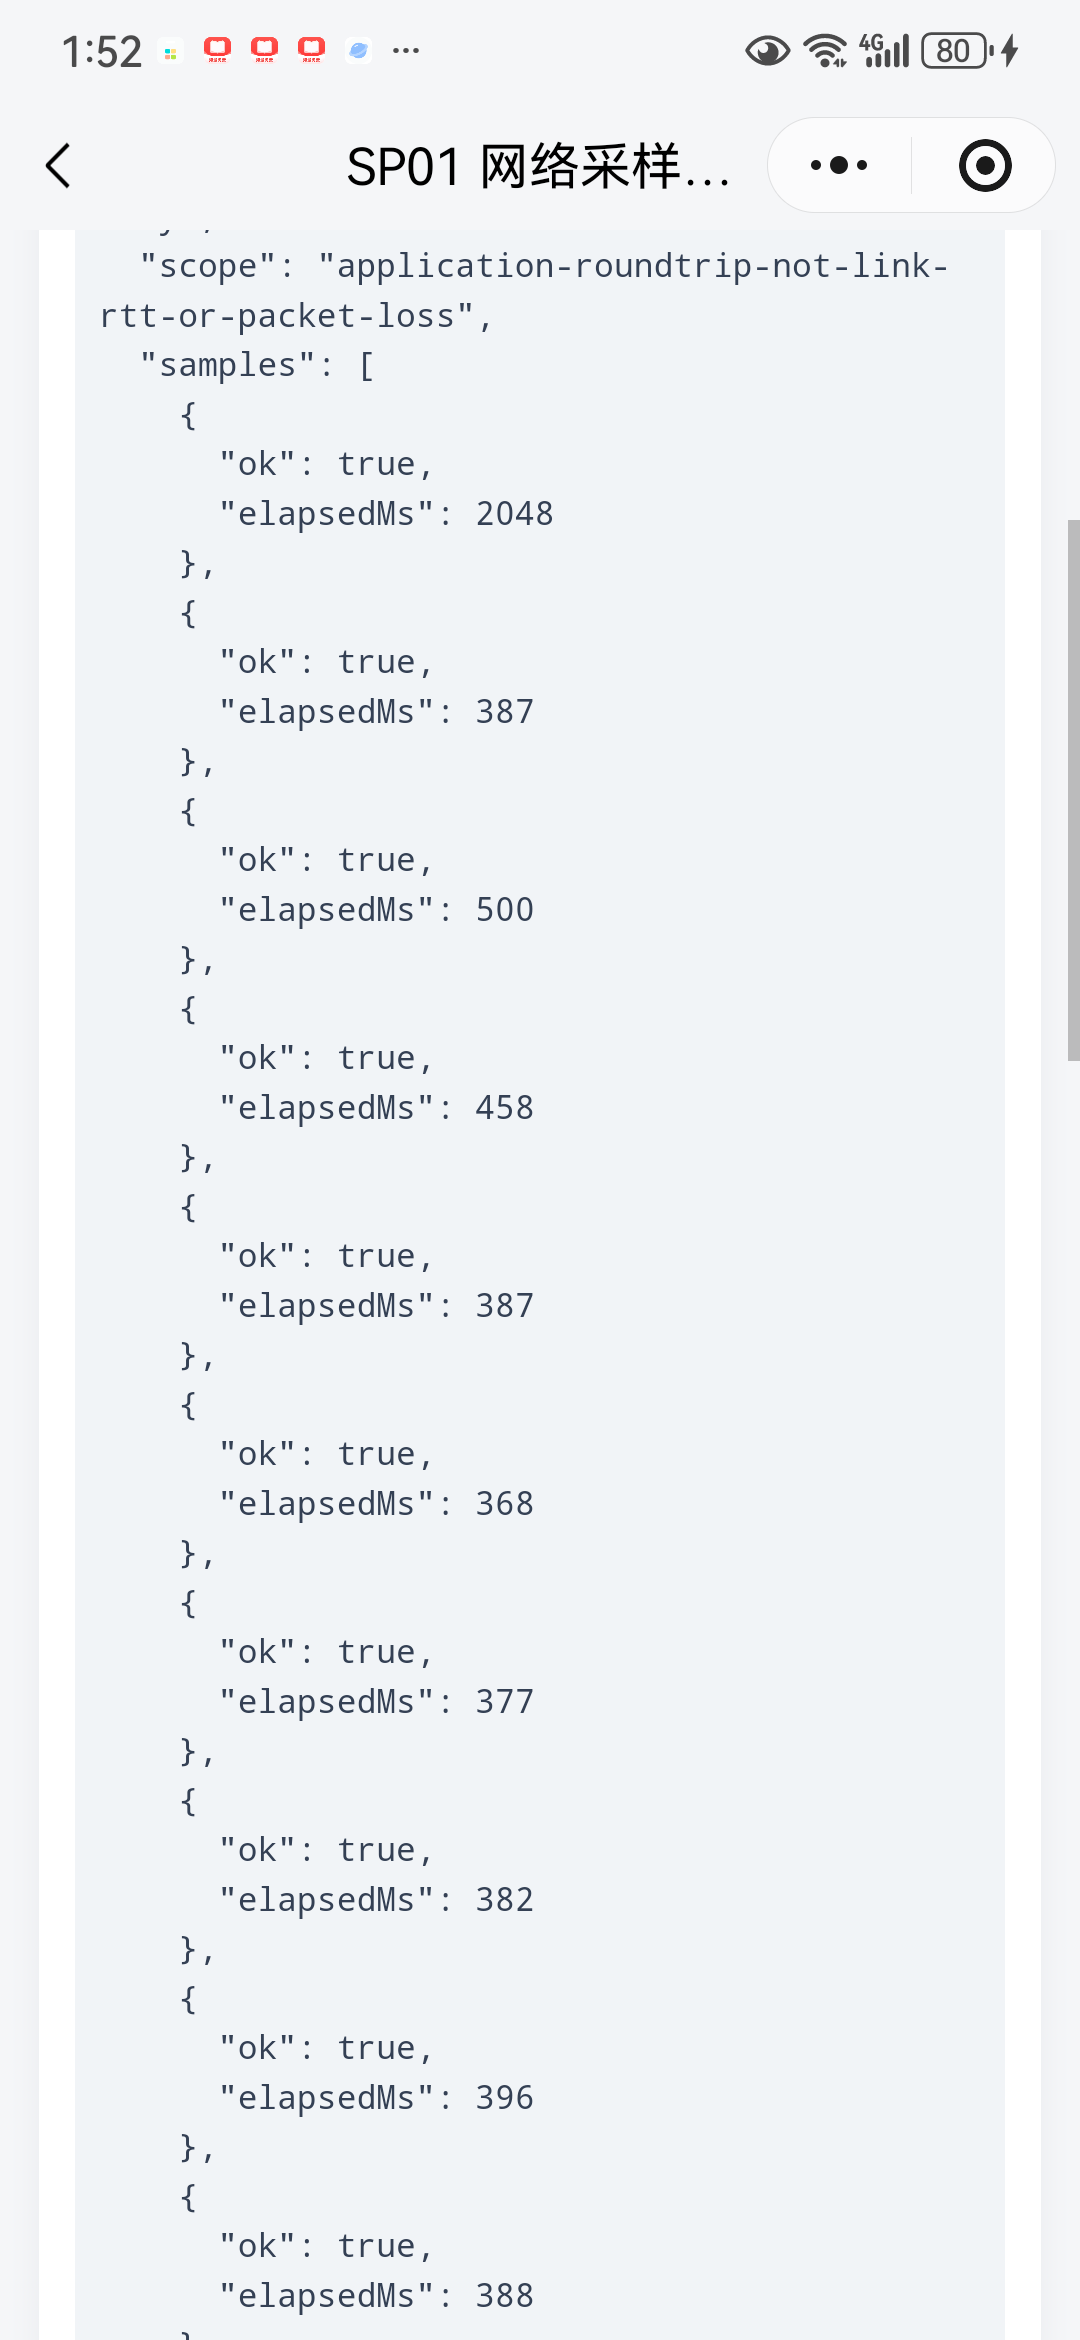 1:52
4G
80
SP01 网络采样...
"scope": "application-roundtrip-not-link-
rtt-or-packet-loss",
"samples": [
{
"ok": true,
"elapsedMs": 2048
},
{
"ok": true,
"elapsedMs": 387
},
{
"ok": true,
"elapsedMs": 500
},
{
"ok": true,
"elapsedMs": 458
},
{
"ok": true,
"elapsedMs": 387
},
{
"ok": true,
"elapsedMs": 368
},
{
"ok": true,
"elapsedMs": 377
},
{
"ok": true,
"elapsedMs": 382
},
{
"ok": true,
"elapsedMs": 396
},
{
"ok": true,
"elapsedMs": 388